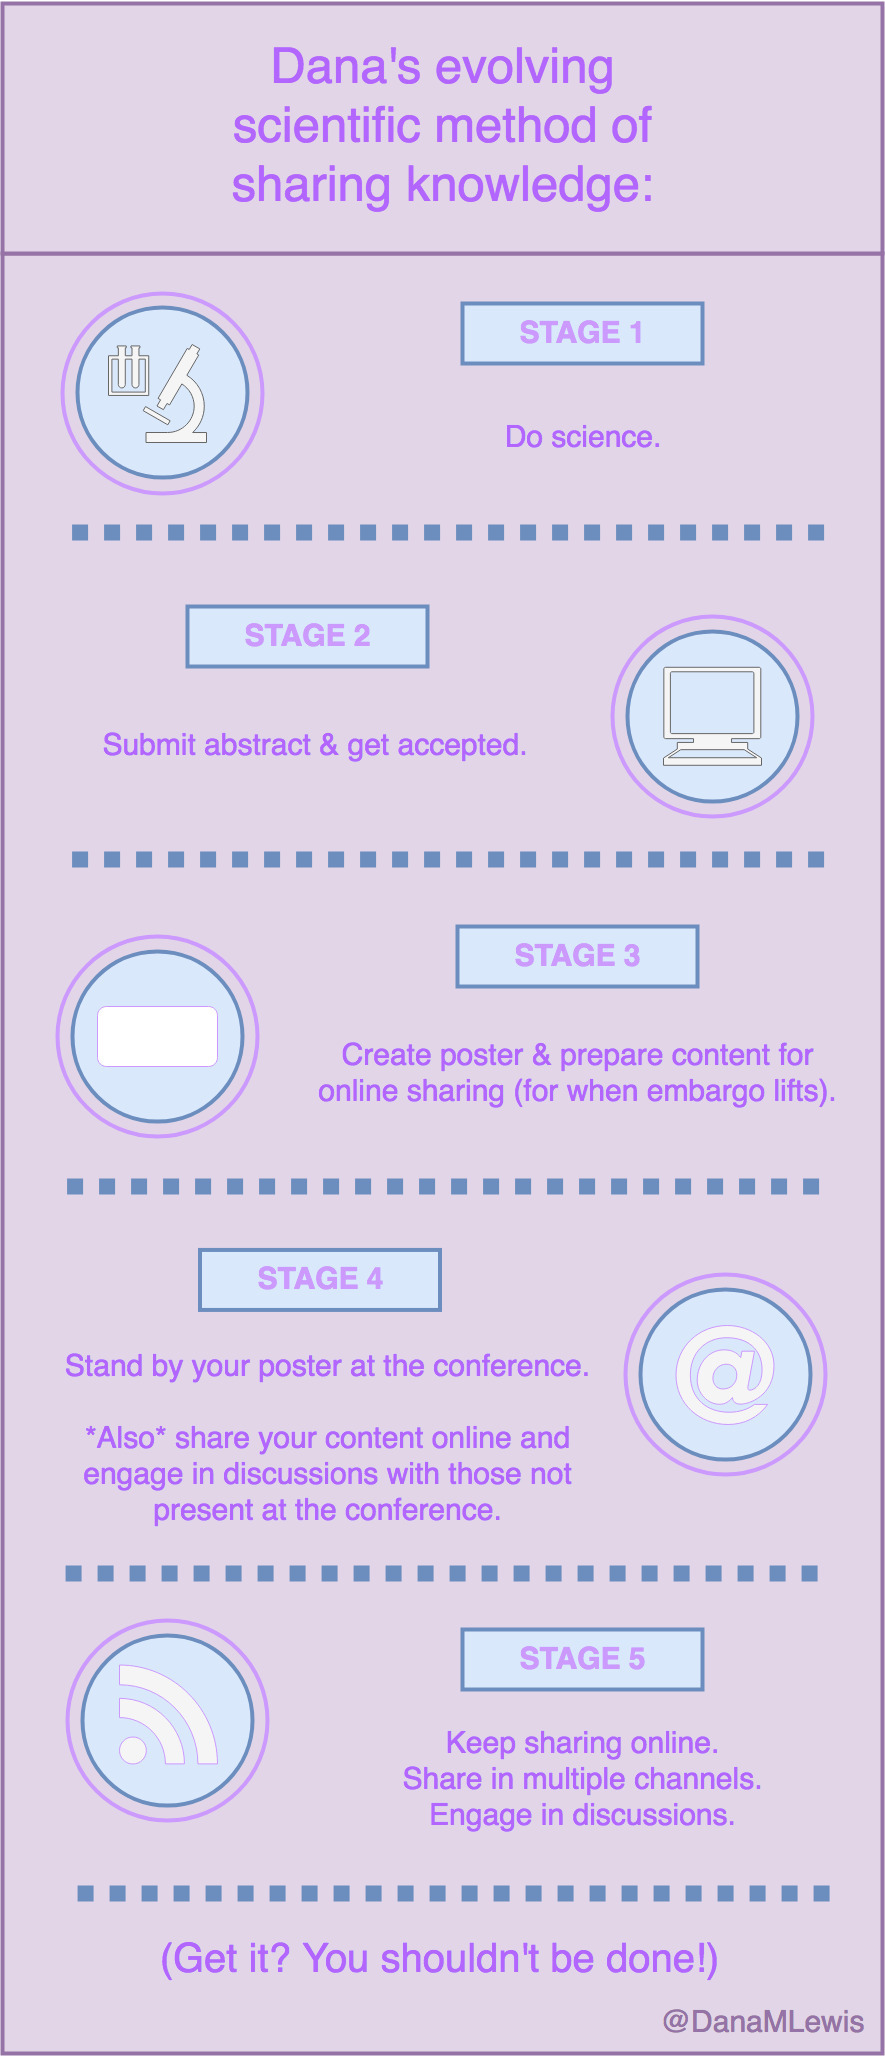 Dana's evolving
scientific method of
sharing knowledge:
STAGE 1
Do science.
STAGE 2
Submit abstract & get accepted.
STAGE 3
Create poster & prepare content for
online sharing (for when embargo lifts).
STAGE 4
Stand by your poster at the conference.
*Also* share your content online and
engage in discussions with those not
present at the conference.
@
STAGE 5
Keep sharing online.
Share in multiple channels.
Engage in discussions.
(Get it? You shouldn't be done!)
@DanaMLewis